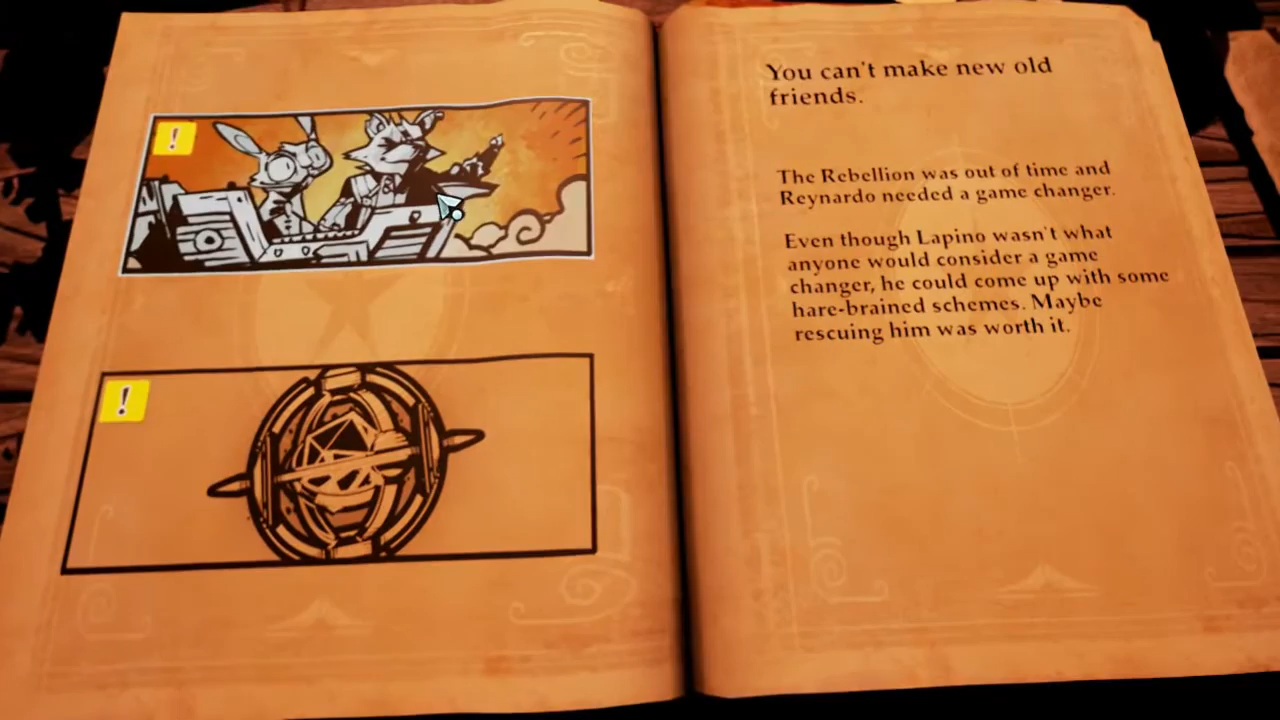 !
!
You can't make new old
friends.
The Rebellion was out of time and
Reynardo needed a game changer.
Even though Lapino wasn't what
anyone would consider a game
changer, he could come up with some
hare-brained schemes. Maybe
rescuing him was worth it.